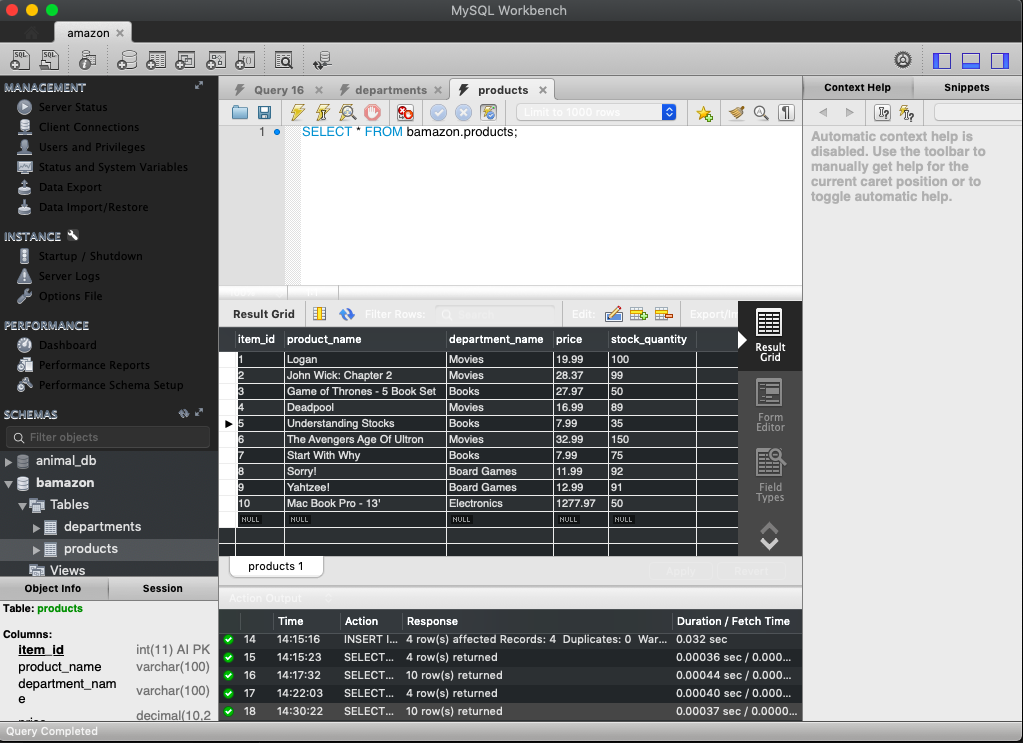 MySQL Workbench
amazon
MANAGEMENT
Server Status
Client Connections
Users and Privileges
Status and System Variables
Data Export
Data Import/Restore
INSTANCE
Startup / Shutdown
Server Logs
Options File
PERFORMANCE
Dashboard
Performance Reports
Performance Schema Setup
SCHEMAS
Filter objects
animal_db
bamazon
Tables
departments
products
Views
Object Info Session
Table: products
Columns:
item_id int(11) AI PK
product_name varchar(100)
department_nam
e varchar(100)
price decimal(10,2
Query Completed
Query 16 departments products
Limit to 1000 rows
1 SELECT * FROM bamazon.products;
Result Grid Filter Rows: Search Edit: Export/Im
item_id product_name department_name price stock_quantity
1 Logan Movies 19.99 100
2 John Wick: Chapter 2 Movies 28.37 99
3 Game of Thrones - 5 Book Set Books 27.97 50
4 Deadpool Movies 16.99 89
5 Understanding Stocks Books 7.99 35
6 The Avengers Age Of Ultron Movies 32.99 150
7 Start With Why Books 7.99 75
8 Sorry! Board Games 11.99 92
9 Yahtzee! Board Games 12.99 91
10 Mac Book Pro - 13' Electronics 1277.97 50
NULL NULL NULL NULL NULL
Result
Grid
Form
Editor
Field
Types
products 1
Apply Revert
Action Output
Time Action Response Duration / Fetch Time
14 14:15:16 INSERT I... 4 row(s) affected Records: 4 Duplicates: 0 War... 0.032 sec
15 14:15:23 SELECT... 4 row(s) returned 0.00036 sec / 0.000...
16 14:17:32 SELECT... 10 row(s) returned 0.00044 sec / 0.000...
17 14:22:03 SELECT... 4 row(s) returned 0.00040 sec / 0.000...
18 14:30:22 SELECT... 10 row(s) returned 0.00037 sec / 0.0000...
Context Help Snippets
Automatic context help is
disabled. Use the toolbar to
manually get help for the
current caret position or to
toggle automatic help.